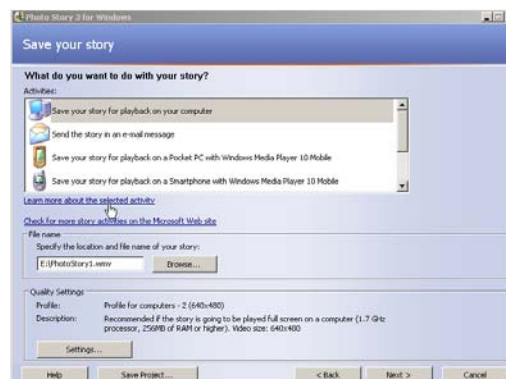 Photo Story 3 for Windows
Save your story
What do you want to do with your story?
Activities:
Save your story for playback on your computer
Send the story in an e-mail message
Save your story for playback on a Pocket PC with Windows Media Player 10 Mobile
Save your story for playback on a Smartphone with Windows Media Player 10 Mobile
Learn more about the selected activity
Check for more story activities on the Microsoft Web site
File name
Specify the location and file name of your story:
E:\PhotoStory1.wmv Browse...
Quality Settings
Profile: Profile for computers - 2 (640x480)
Description: Recommended if the story is going to be played full screen on a computer (1.7 GHz
processor, 256MB of RAM or higher). Video size: 640x480
Settings...
Help Save Project... < Back Next > Cancel